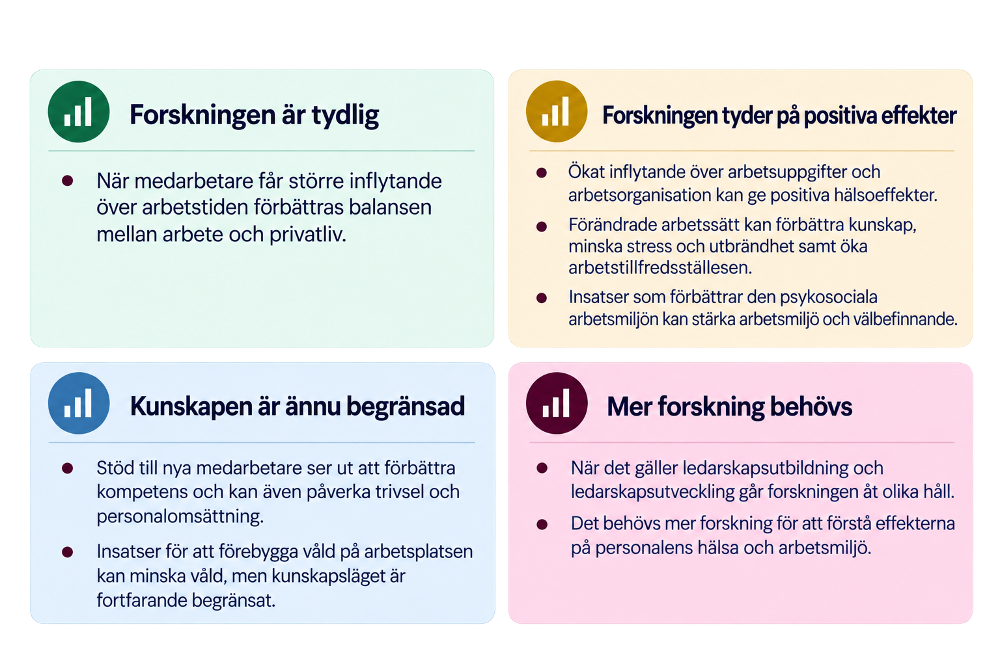 Forskningen är tydlig
När medarbetare får större inflytande
över arbetstiden förbättras balansen
mellan arbete och privatliv.
Forskningen tyder på positiva effekter
Ökat inflytande över arbetsuppgifter och
arbetsorganisation kan ge positiva hälsoeffekter.
Förändrade arbetssätt kan förbättra kunskap,
minska stress och utbrändhet samt öka
arbetstillfredsställesen.
Insatser som förbättrar den psykosociala
arbetsmiljön kan stärka arbetsmiljö och välbefinnande.
Kunskapen är ännu begränsad
Stöd till nya medarbetare ser ut att förbättra
kompetens och kan även påverka trivsel och
personalomsättning.
Insatser för att förebygga våld på arbetsplatsen
kan minska våld, men kunskapsläget är
fortfarande begränsat.
Mer forskning behövs
När det gäller ledarskapsutbildning och
ledarskapsutveckling går forskningen åt olika håll.
Det behövs mer forskning för att förstå effekterna
på personalens hälsa och arbetsmiljö.